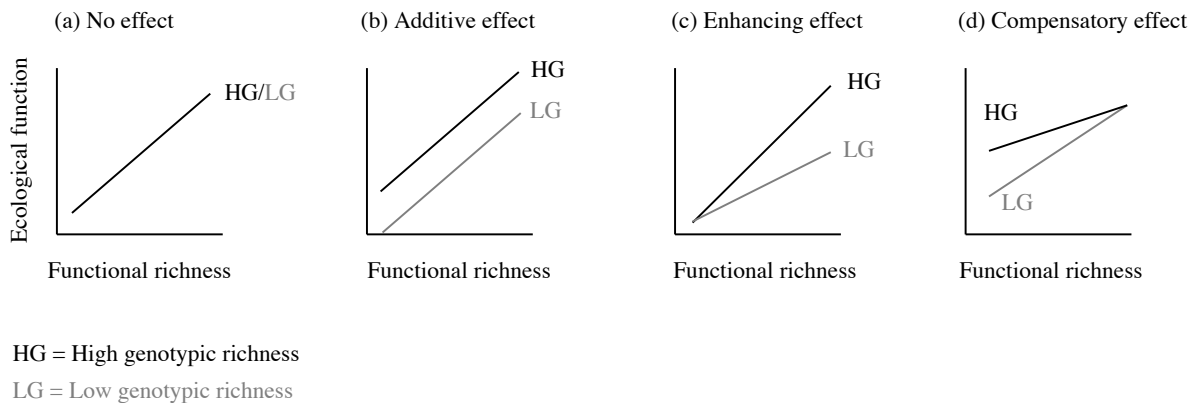 (a) No effect
(b) Additive effect
(c) Enhancing effect
(d) Compensatory effect
Ecological function
HG/LG
HG
LG
HG
LG
HG
LG
Functional richness
Functional richness
Functional richness
Functional richness
HG = High genotypic richness
LG = Low genotypic richness